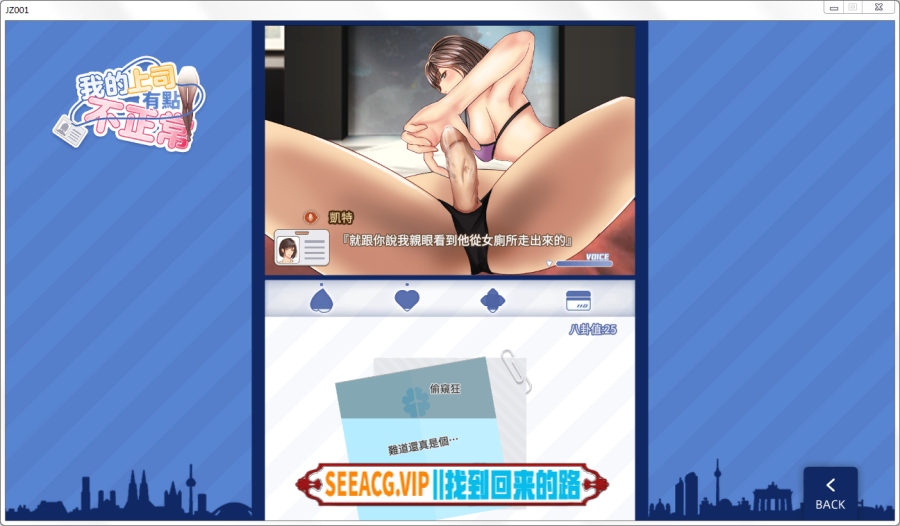 JZ001
我的上司
有點
不正常
凱特
『就跟你說我親眼看到他從女廁所走出來的』
VOICE
八卦值:25
偷窺狂
難道還真是個…
SEEACG.VIP||找到回来的路
BACK